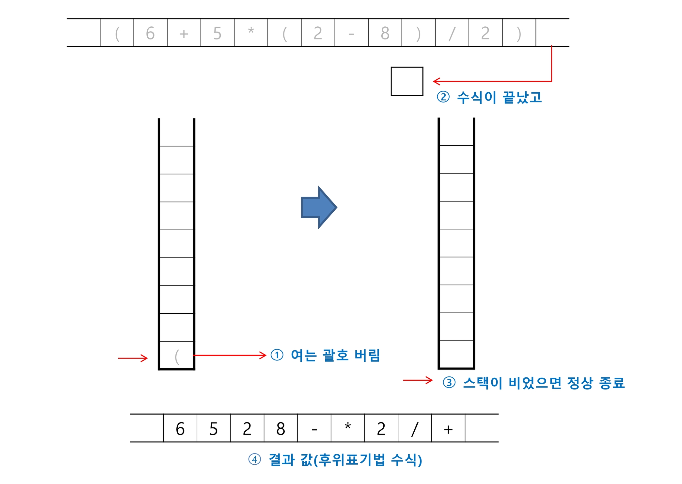 ( 6 + 5 * ( 2 - 8 ) / 2 )
② 수식이 끝났고
(
① 여는 괄호 버림
③ 스택이 비었으면 정상 종료
6 5 2 8 - * 2 / +
④ 결과 값(후위표기법 수식)